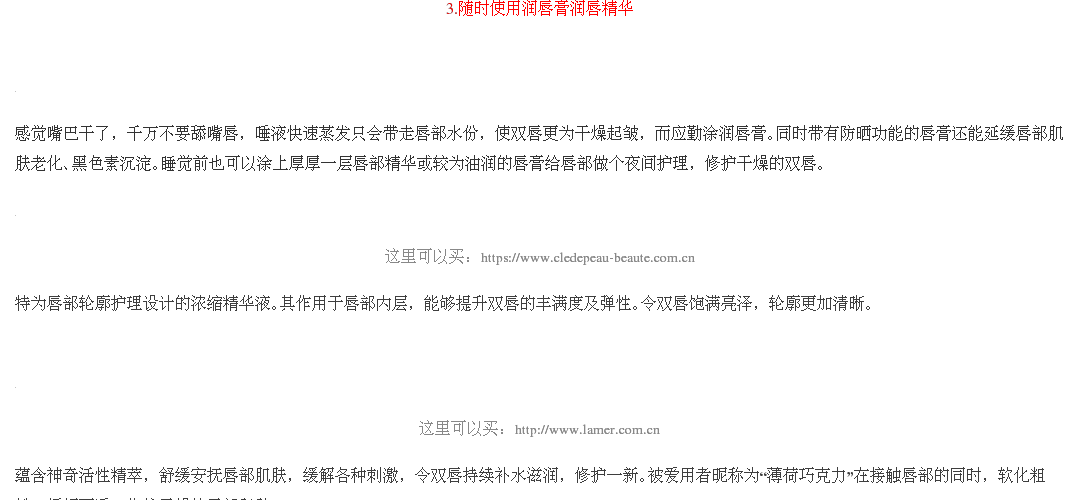 3.随时使用润唇膏润唇精华
感觉嘴巴干了，千万不要舔嘴唇，唾液快速蒸发只会带走唇部水份，使双唇更为干燥起皱，而应勤涂润唇膏。同时带有防晒功能的唇膏还能延缓唇部肌
肤老化、黑色素沉淀。睡觉前也可以涂上厚厚一层唇部精华或较为油润的唇膏给唇部做个夜间护理，修护干燥的双唇。
这里可以买：https://www.cledepeau-beaute.com.cn
特为唇部轮廓护理设计的浓缩精华液。其作用于唇部内层，能够提升双唇的丰满度及弹性。令双唇饱满亮泽，轮廓更加清晰。
这里可以买：http://www.lamer.com.cn
蕴含神奇活性精萃，舒缓安抚唇部肌肤，缓解各种刺激，令双唇持续补水滋润，修护一新。被爱用者昵称为“薄荷巧克力”在接触唇部的同时，软化粗